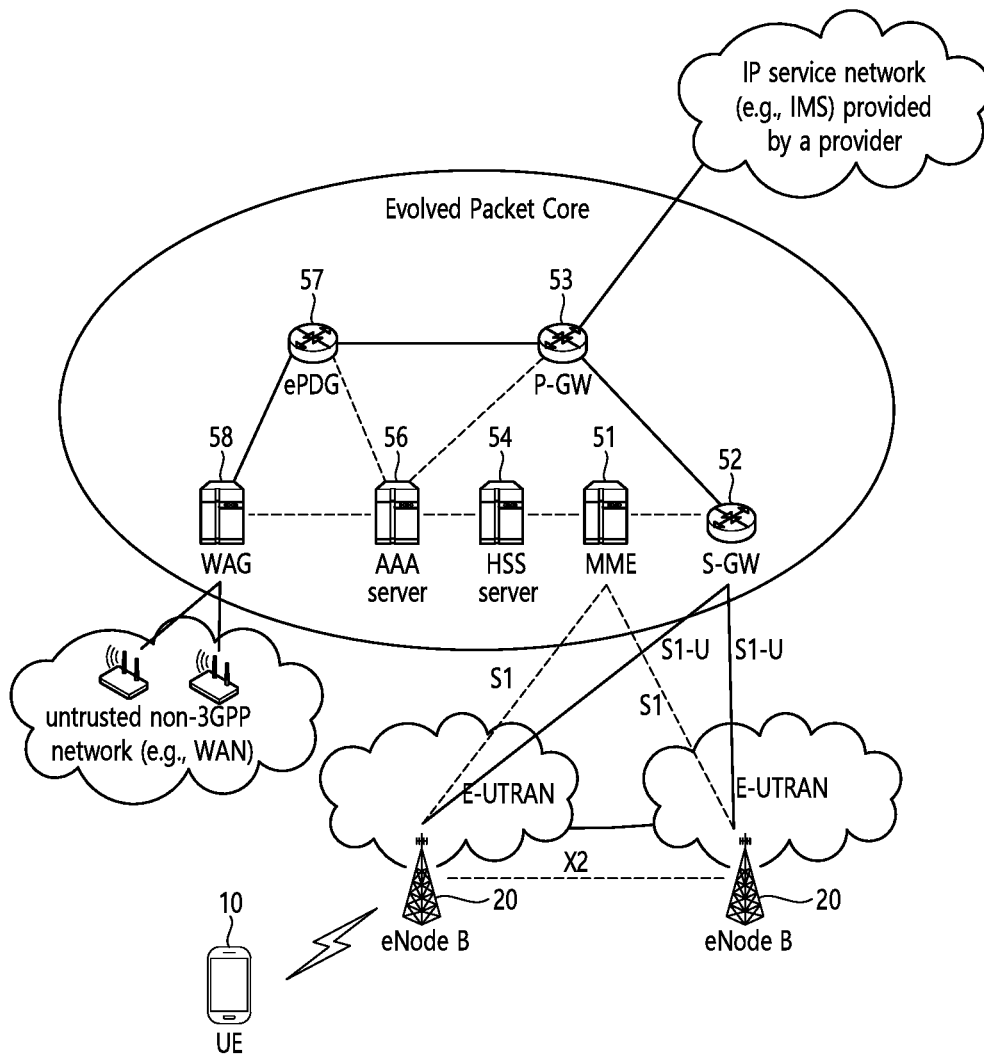 IP service network
(e.g., IMS) provided
by a provider
Evolved Packet Core
57
53
ePDG
P-GW
58
56
54
51
52
WAG
AAA
server
HSS
server
MME
S-GW
S1
S1-U
S1-U
S1
untrusted non-3GPP
network (e.g., WAN)
E-UTRAN
E-UTRAN
X2
20
20
eNode B
eNode B
10
UE